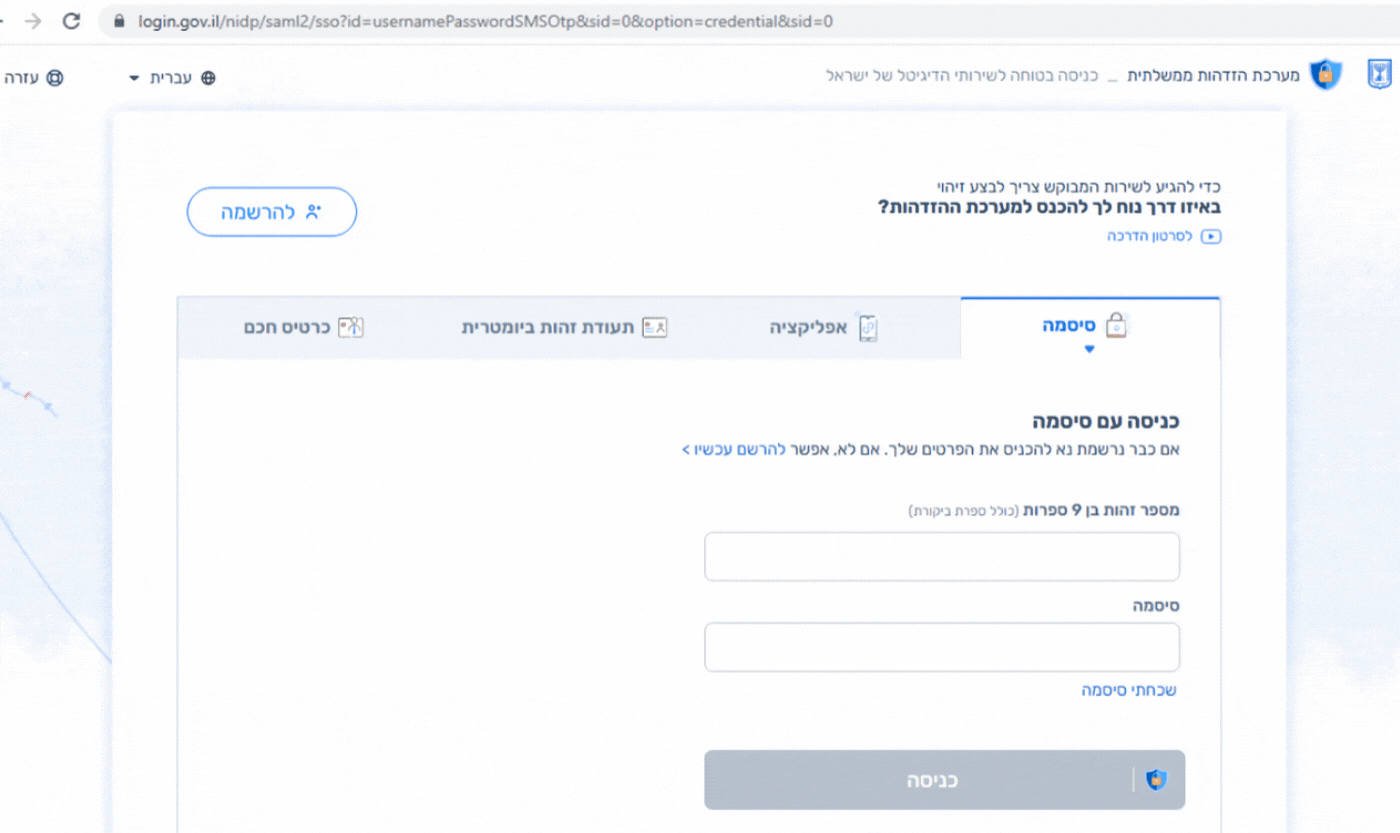 login.gov.il/nidp/saml2/sso?id=usernamePasswordSMSOtp&sid=0&option=credential&sid=0
מערכת הזדהות ממשלתית _ כניסה בטוחה לשירותי הדיגיטל של ישראל
עברית
עזרה
כדי להגיע לשירות המבוקש צריך לבצע זיהוי
באיזו דרך נוח לך להכנס למערכת ההזדהות?
לסרטון הדרכה
להרשמה
סיסמה
אפליקציה
תעודת זהות ביומטרית
כרטיס חכם
כניסה עם סיסמה
אם כבר נרשמת נא להכניס את הפרטים שלך. אם לא, אפשר להרשם עכשיו >
מספר זהות בן 9 ספרות (כולל ספרת ביקורת)
סיסמה
שכחתי סיסמה
כניסה